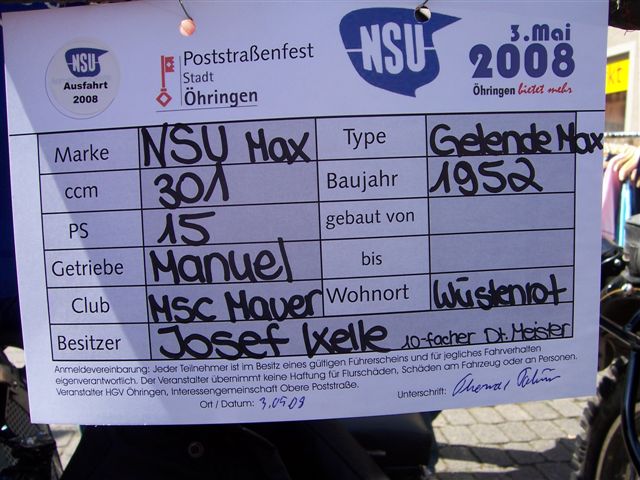 NSU
Ausfahrt
2008
Poststraßenfest
Stadt
Öhringen
NSU
3. Mai
2008
Öhringen bietet mehr
Marke NSU Max Type Gelende Max
ccm 301 Baujahr 1952
PS 15 gebaut von
Getriebe Manuel bis
Club MSC Mauer Wohnort Wüstenrot
Besitzer Josef Kelle 10-facher Dt. Meister
Anmeldevereinbarung: Jeder Teilnehmer ist im Besitz eines gültigen Führerscheins und für jegliches Fahrverhalten
eigenverantwortlich. Der Veranstalter übernimmt keine Haftung für Flurschäden, Schäden am Fahrzeug oder an Personen.
Veranstalter HGV Öhringen, Interessengemeinschaft Obere Poststraße.
Ort / Datum: Unterschrift: